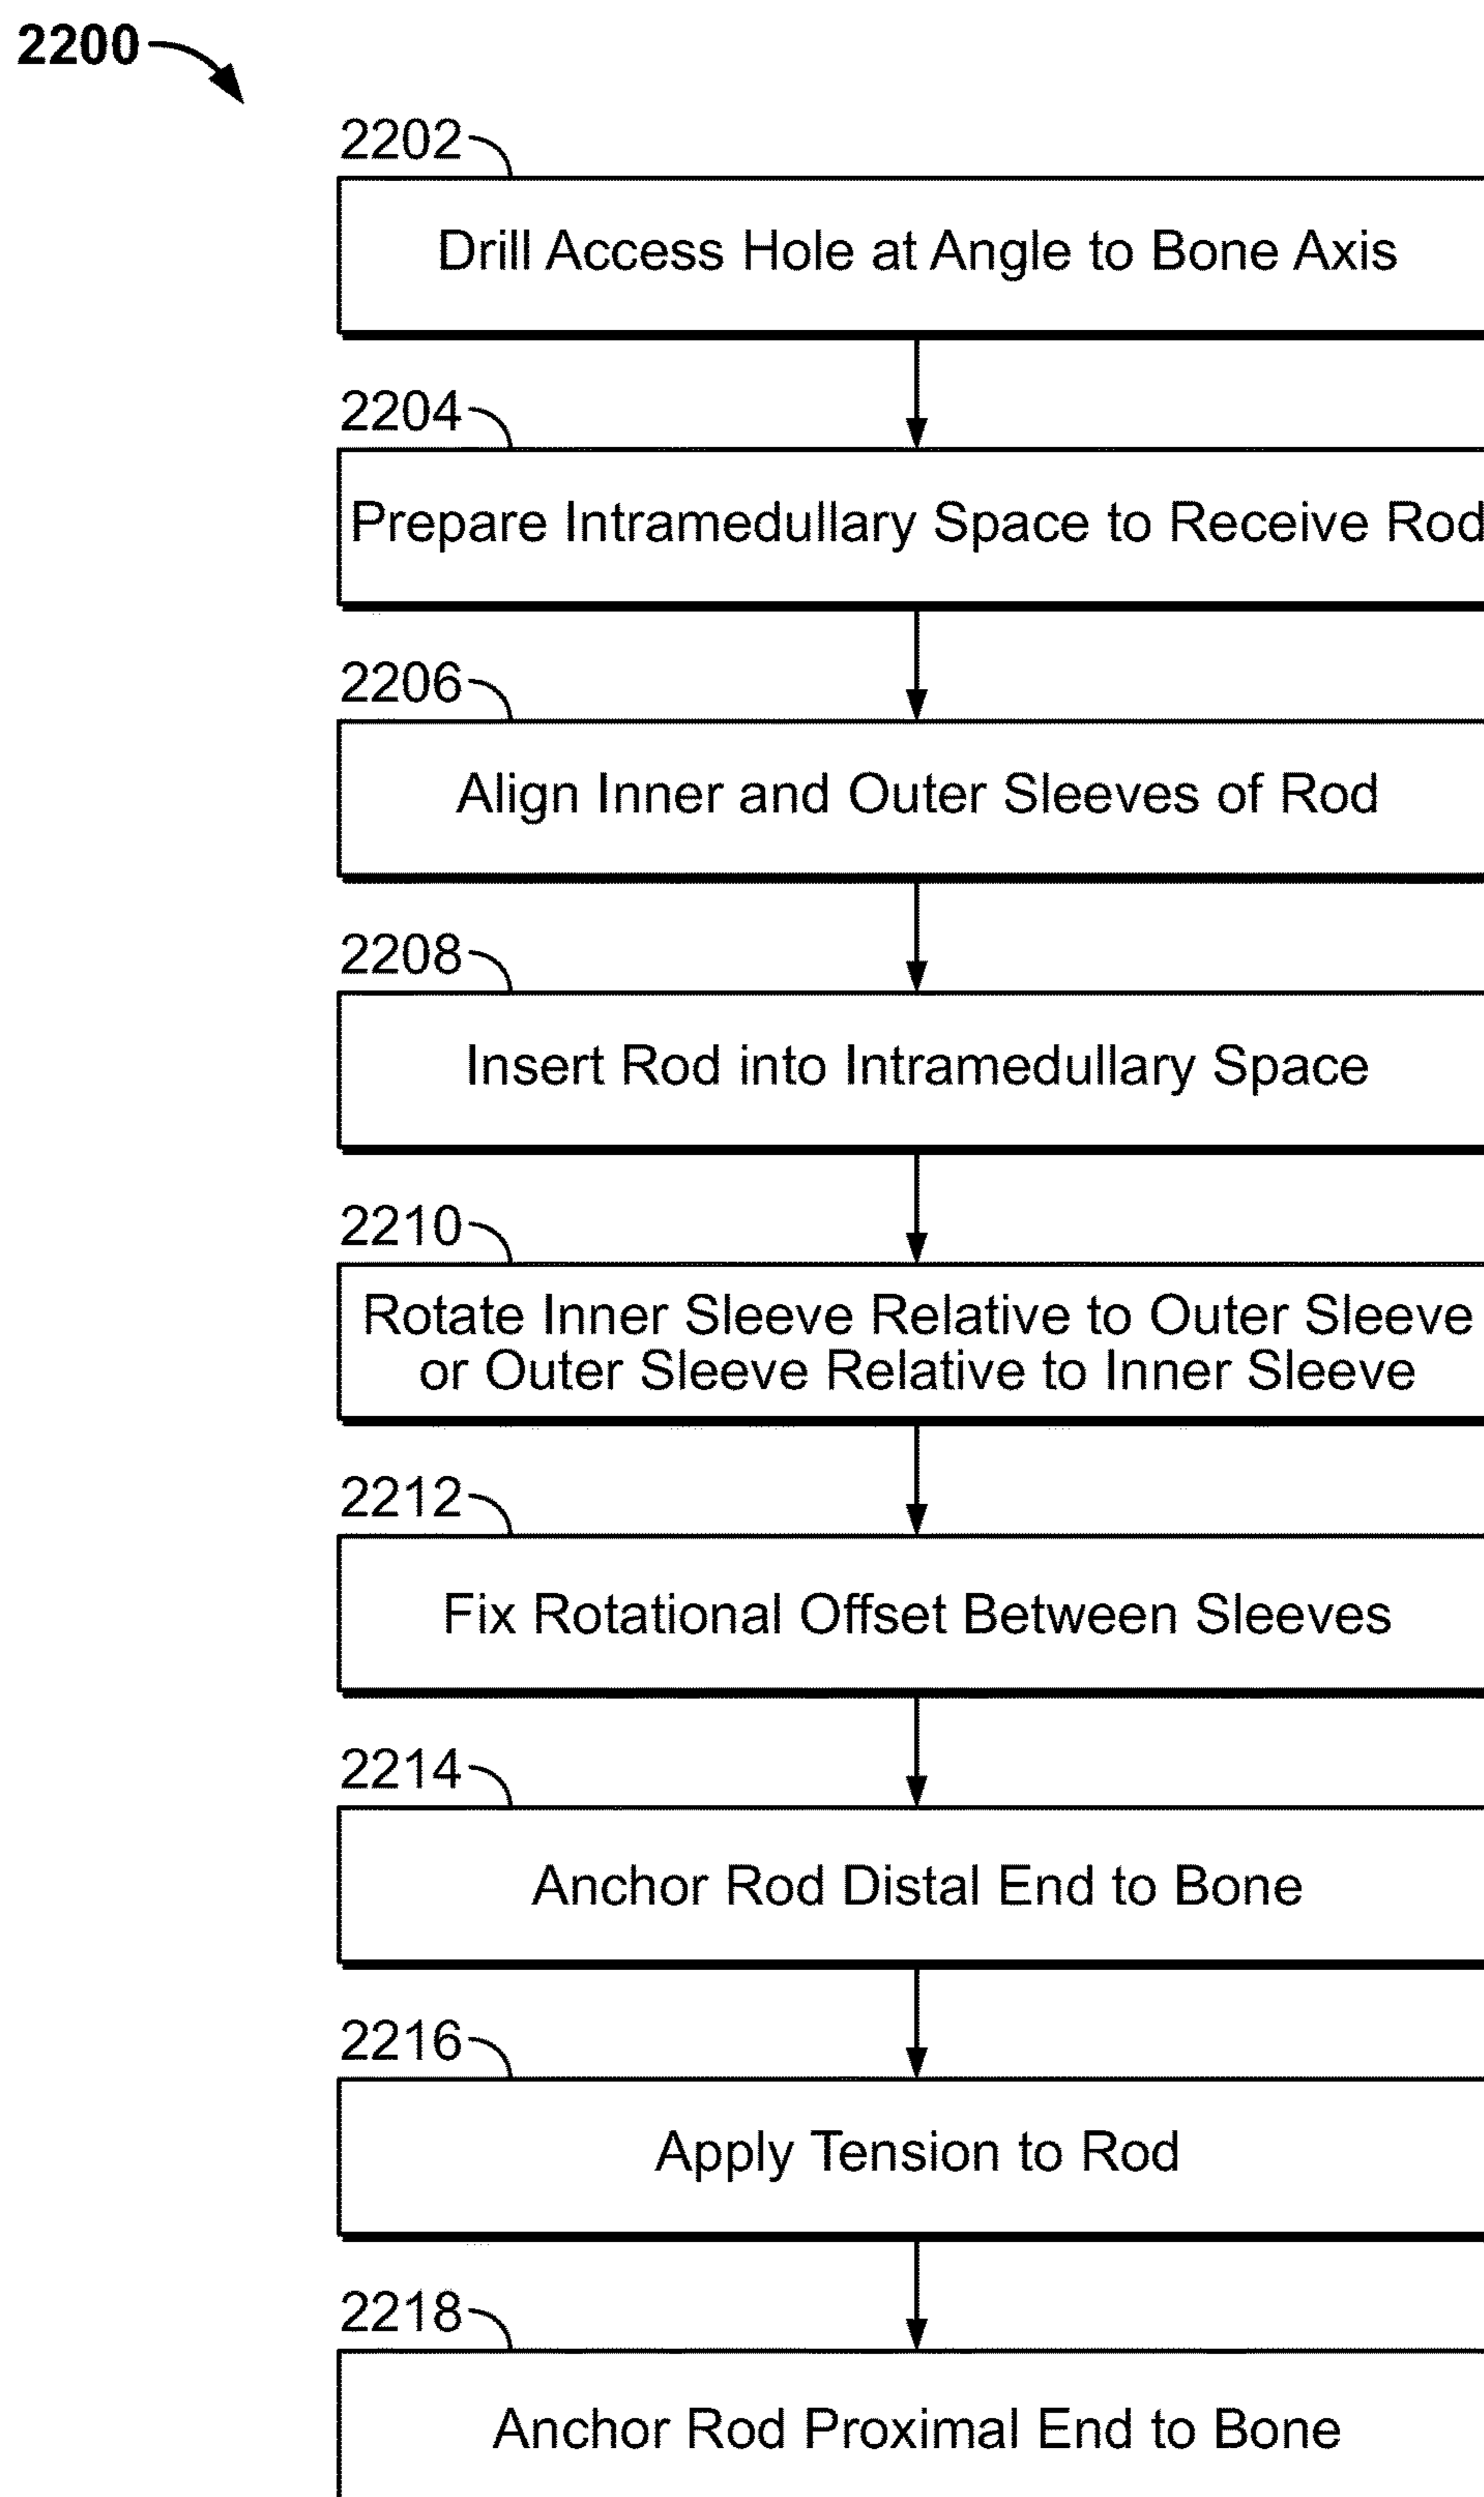 2200
2202
Drill Access Hole at Angle to Bone Axis
2204
Prepare Intramedullary Space to Receive Rod
2206
Align Inner and Outer Sleeves of Rod
2208
Insert Rod into Intramedullary Space
2210
Rotate Inner Sleeve Relative to Outer Sleeve
or Outer Sleeve Relative to Inner Sleeve
2212
Fix Rotational Offset Between Sleeves
2214
Anchor Rod Distal End to Bone
2216
Apply Tension to Rod
2218
Anchor Rod Proximal End to Bone